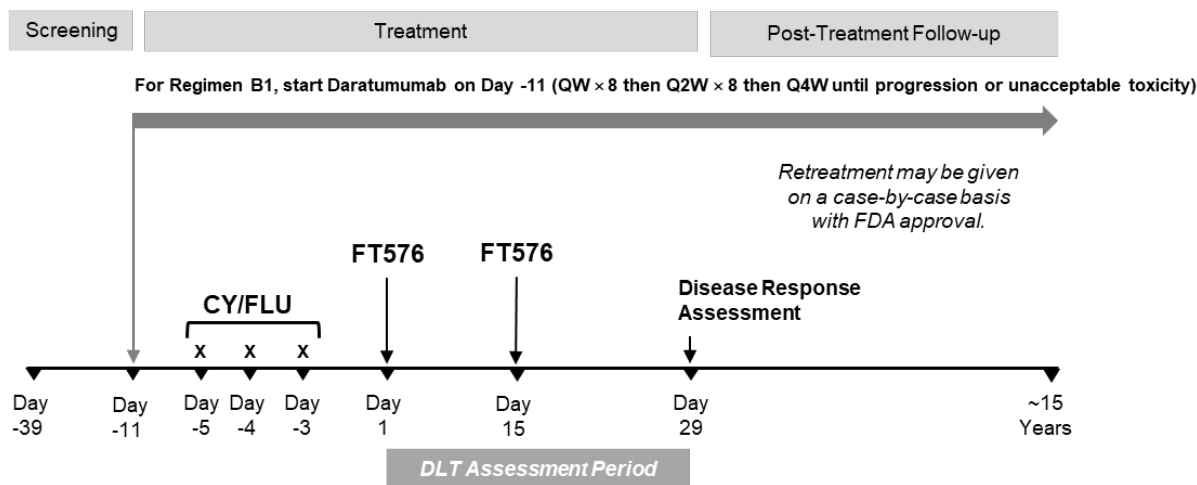 Screening
Treatment
Post-Treatment Follow-up
For Regimen B1, start Daratumumab on Day -11 (QW × 8 then Q2W × 8 then Q4W until progression or unacceptable toxicity)
Retreatment may be given
on a case-by-case basis
with FDA approval.
FT576
FT576
CY/FLU
Disease Response
Assessment
x x x
Day
-39
Day
-11
Day
-5
Day
-4
Day
-3
Day
1
Day
15
Day
29
~15
Years
DLT Assessment Period